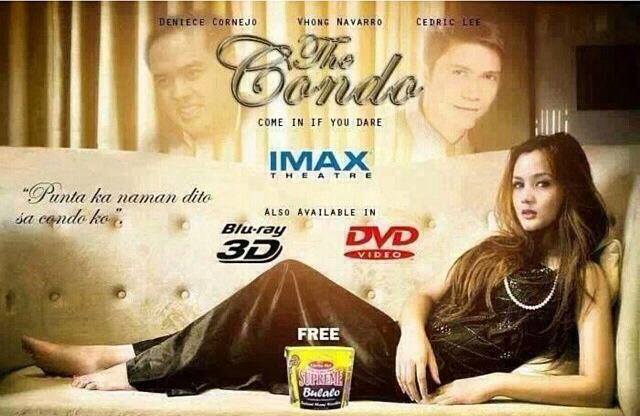 DENIECE CORNEJO VHONG NAVARRO CEDRIC LEE
The
Condo
COME IN IF YOU DARE
IMAX
THEATRE
"Punta ka naman dito
sa condo ko",
ALSO AVAILABLE IN
Blu-ray
3D
DVD
VIDEO
FREE
SUPREME
Bulalo